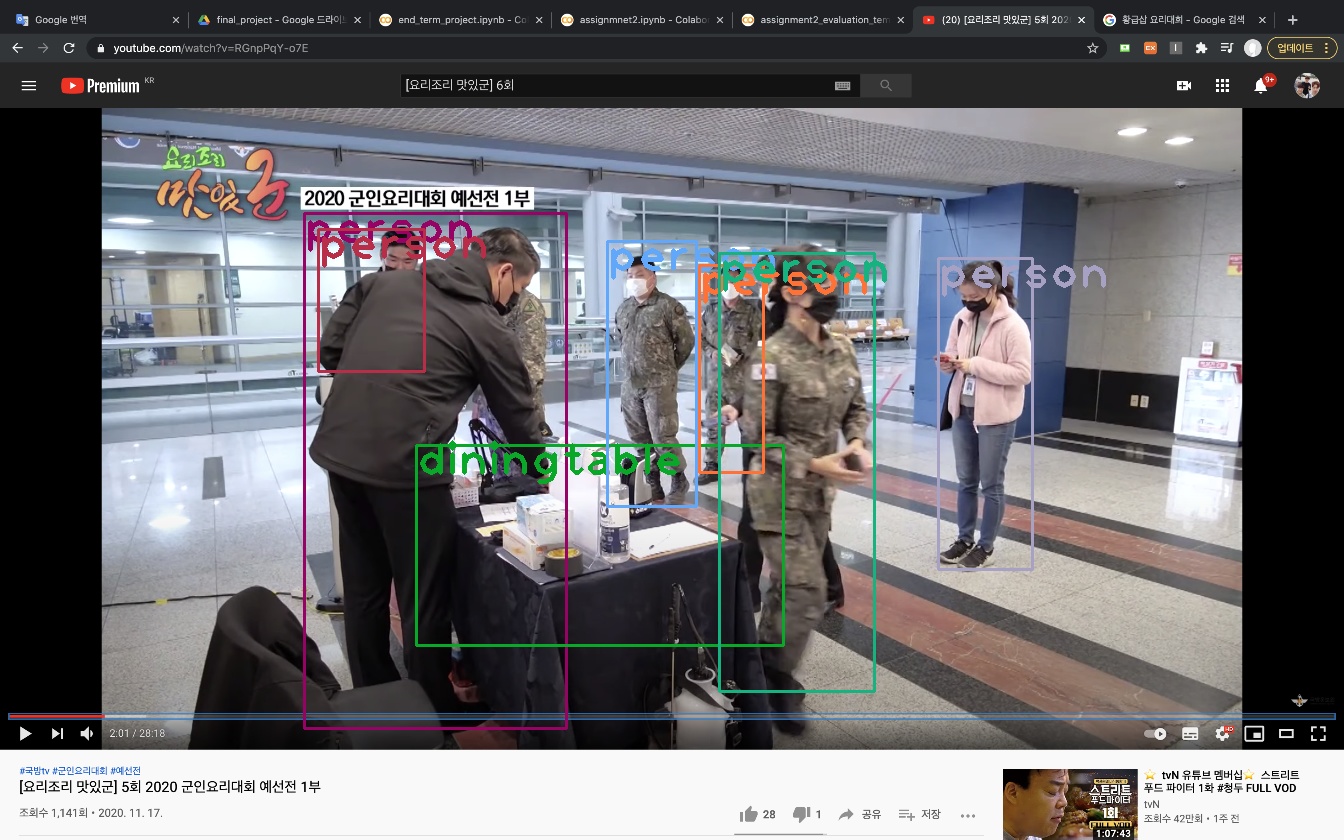 Google 번역
final_project - Google 드라이브
end_term_project.ipynb - Co
assignmnet2.ipynb - Colabo
assignment2_evaluation_tem
(20) [요리조리 맛있군] 5회 202
황급삽 요리대회 - Google 검색
youtube.com/watch?v=RGnpPqY-o7E
업데이트
Premium KR
[요리조리 맛있군] 6회
9+
요리조리
맛있군
2020 군인요리대회 예선전 1부
person
person
person
person
person
person
diningtable
2:01 / 28:18
HD
#국방tv #군인요리대회 #예선전
[요리조리 맛있군] 5회 2020 군인요리대회 예선전 1부
조회수 1,141회 • 2020. 11. 17.
28
1
공유
저장
스트리트
푸드파이터
1회
FULL VOD
1:07:43
⭐ tvN 유튜브 멤버십⭐ 스트리트
푸드 파이터 1화 #청두 FULL VOD
tvN
조회수 42만회 • 1주 전